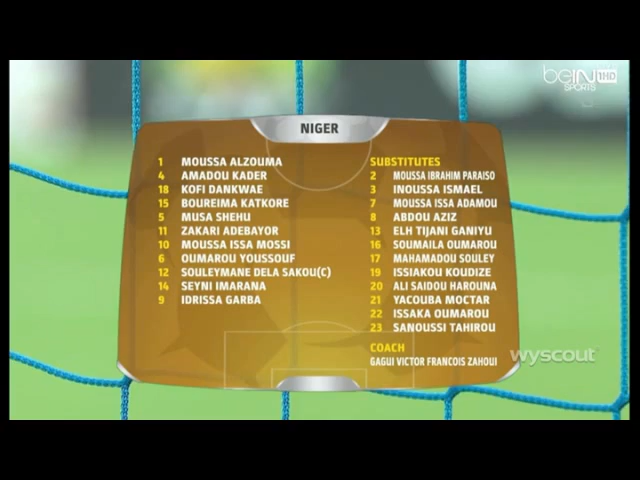 beIN 1HD
SPORTS
NIGER
1 MOUSSA ALZOUMA
4 AMADOU KADER
18 KOFI DANKWAE
15 BOUREIMA KATKORE
5 MUSA SHEHU
11 ZAKARI ADEBAYOR
10 MOUSSA ISSA MOSSI
6 OUMAROU YOUSSOUF
12 SOULEYMANE DELA SAKOU(C)
14 SEYNI IMARANA
9 IDRISSA GARBA
SUBSTITUTES
2 MOUSSA IBRAHIM PARAISO
3 INOUSSA ISMAEL
7 MOUSSA ISSA ADAMOU
8 ABDOU AZIZ
13 ELH TIJANI GANIYU
16 SOUMAILA OUMAROU
17 MAHAMADOU SOULEY
19 ISSIAKOU KOUDIZE
20 ALI SAIDOU HAROUNA
21 YACOUBA MOCTAR
22 ISSAKA OUMAROU
23 SANOUSSI TAHIROU
COACH
GAGUI VICTOR FRANCOIS ZAHOUI
wyscout